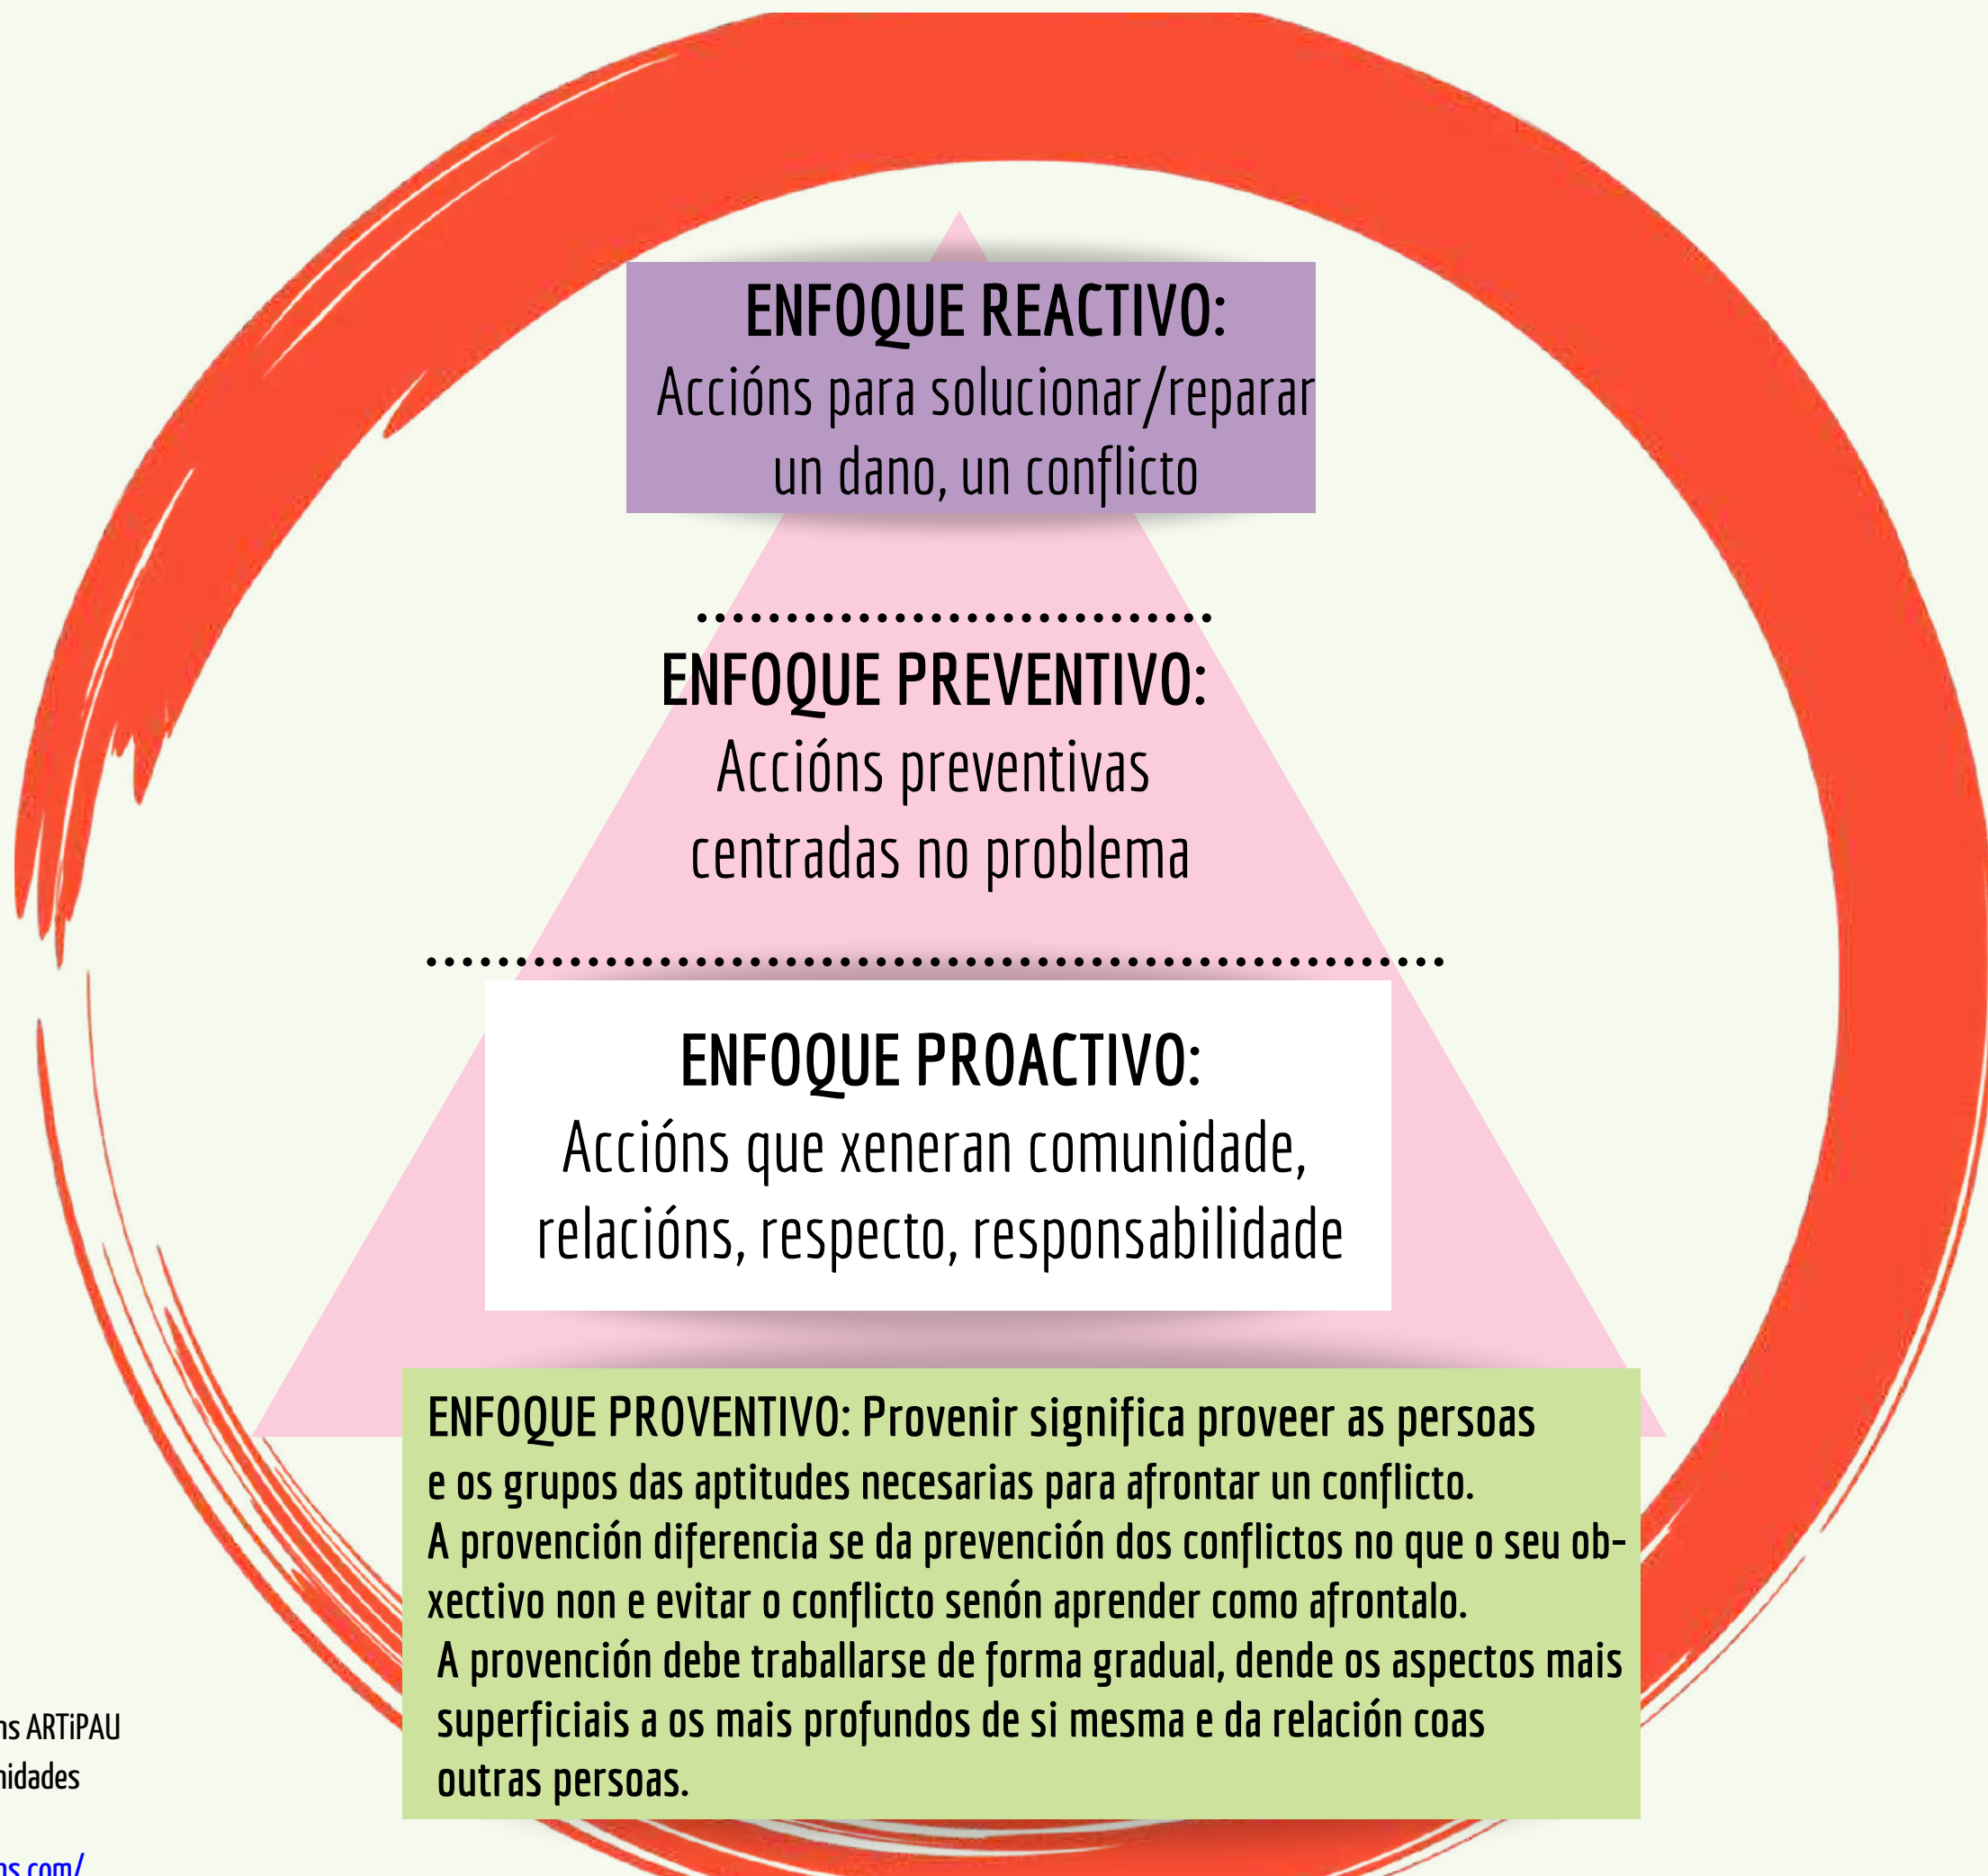 ENFOQUE REACTIVO:
Accións para solucionar/reparar
un dano, un conflicto
ENFOQUE PREVENTIVO:
Accións preventivas
centradas no problema
ENFOQUE PROACTIVO:
Accións que xeneran comunidade,
relacións, respecto, responsabilidade
ENFOQUE PROVENTIVO: Provenir significa proveer as persoas
e os grupos das aptitudes necesarias para afrontar un conflicto.
A provención diferencia se da prevención dos conflictos no que o seu ob-
xectivo non e evitar o conflicto senón aprender como afrontalo.
A provención debe traballarse de forma gradual, dende os aspectos mais
superficiais a os mais profundos de si mesma e da relación coas
outras persoas.
ns ARTiPAU
nidades
ns.com/